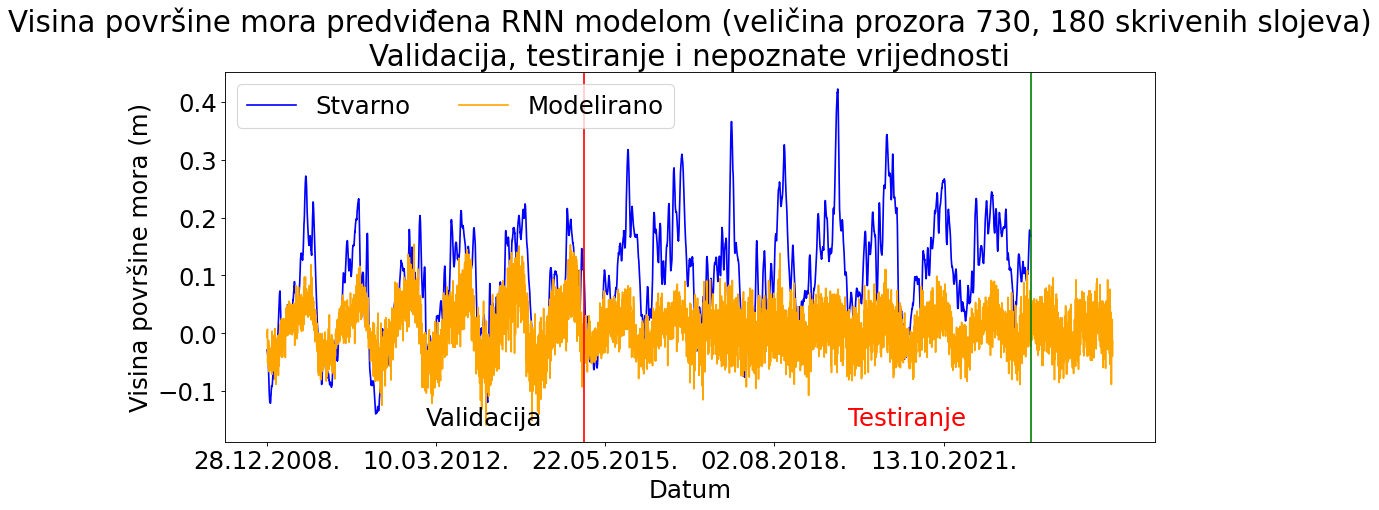 Visina površine mora predviđena RNN modelom (veličina prozora 730, 180 skrivenih slojeva)
Validacija, testiranje i nepoznate vrijednosti
Stvarno
Modelirano
Visina površine mora (m)
0.4
0.3
0.2
0.1
0.0
−0.1
Validacija
Testiranje
28.12.2008.
10.03.2012.
22.05.2015.
02.08.2018.
13.10.2021.
Datum